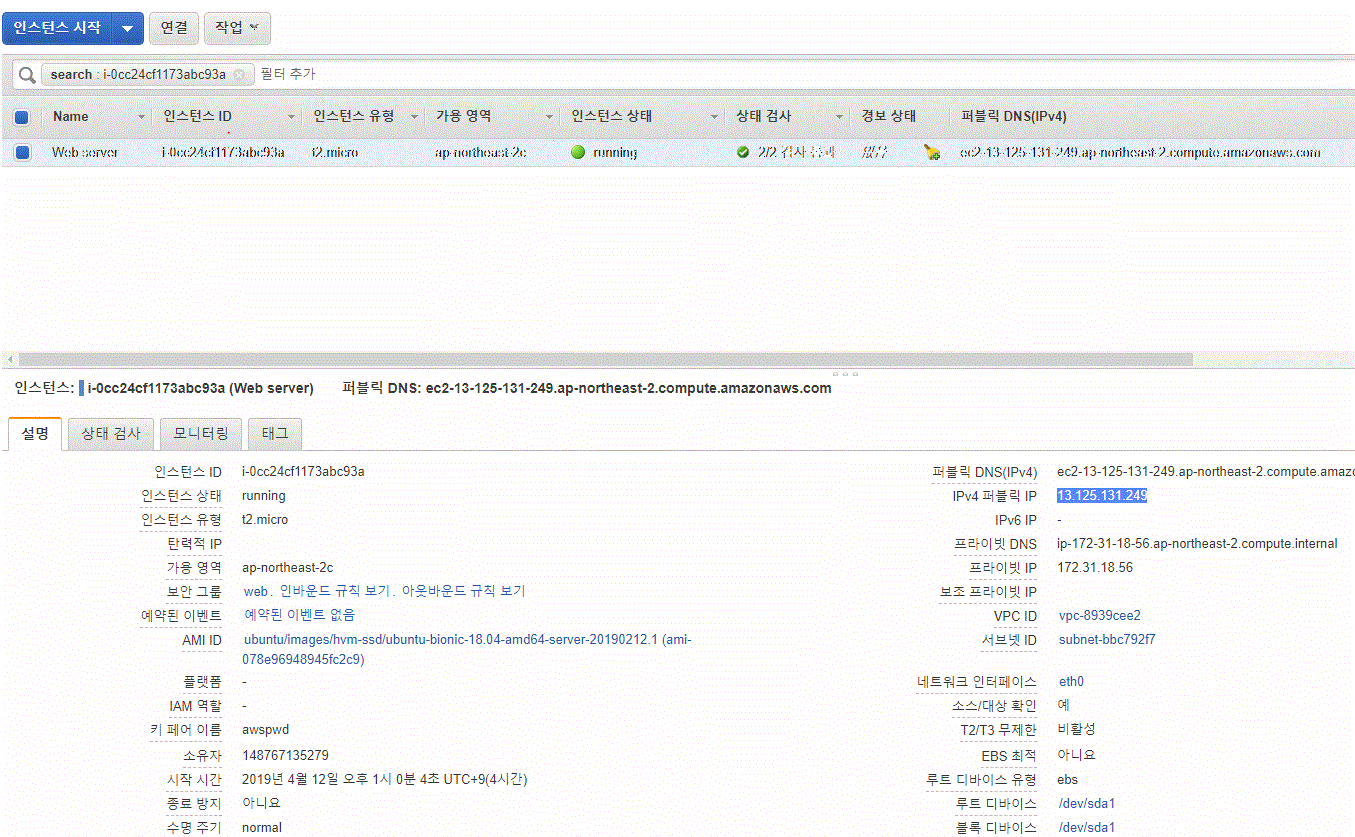 인스턴스 시작 연결 작업
search : i-0cc24cf1173abc93a 필터 추가
Name 인스턴스 ID 인스턴스 유형 가용 영역 인스턴스 상태 상태 검사 경보 상태 퍼블릭 DNS(IPv4)
Web server i-0cc24cf1173abc93a t2.micro ap-northeast-2c running 2/2 검사 통과 ec2-13-125-131-249.ap-northeast-2.compute.amazonaws.com
인스턴스: i-0cc24cf1173abc93a (Web server) 퍼블릭 DNS: ec2-13-125-131-249.ap-northeast-2.compute.amazonaws.com
설명 상태 검사 모니터링 태그
인스턴스 ID i-0cc24cf1173abc93a 퍼블릭 DNS(IPv4) ec2-13-125-131-249.ap-northeast-2.compute.amazo
인스턴스 상태 running IPv4 퍼블릭 IP 13.125.131.249
인스턴스 유형 t2.micro IPv6 IP -
탄력적 IP 프라이빗 DNS ip-172-31-18-56.ap-northeast-2.compute.internal
가용 영역 ap-northeast-2c 프라이빗 IP 172.31.18.56
보안 그룹 web. 인바운드 규칙 보기. 아웃바운드 규칙 보기 보조 프라이빗 IP
예약된 이벤트 예약된 이벤트 없음 VPC ID vpc-8939cee2
AMI ID ubuntu/images/hvm-ssd/ubuntu-bionic-18.04-amd64-server-20190212.1 (ami- 서브넷 ID subnet-bbc792f7
078e96948945fc2c9)
플랫폼 - 네트워크 인터페이스 eth0
IAM 역할 - 소스/대상 확인 예
키 페어 이름 awspwd T2/T3 무제한 비활성
소유자 148767135279 EBS 최적 아니요
시작 시간 2019년 4월 12일 오후 1시 0분 4초 UTC+9(4시간) 루트 디바이스 유형 ebs
종료 방지 아니요 루트 디바이스 /dev/sda1
수명 주기 normal 블록 디바이스 /dev/sda1